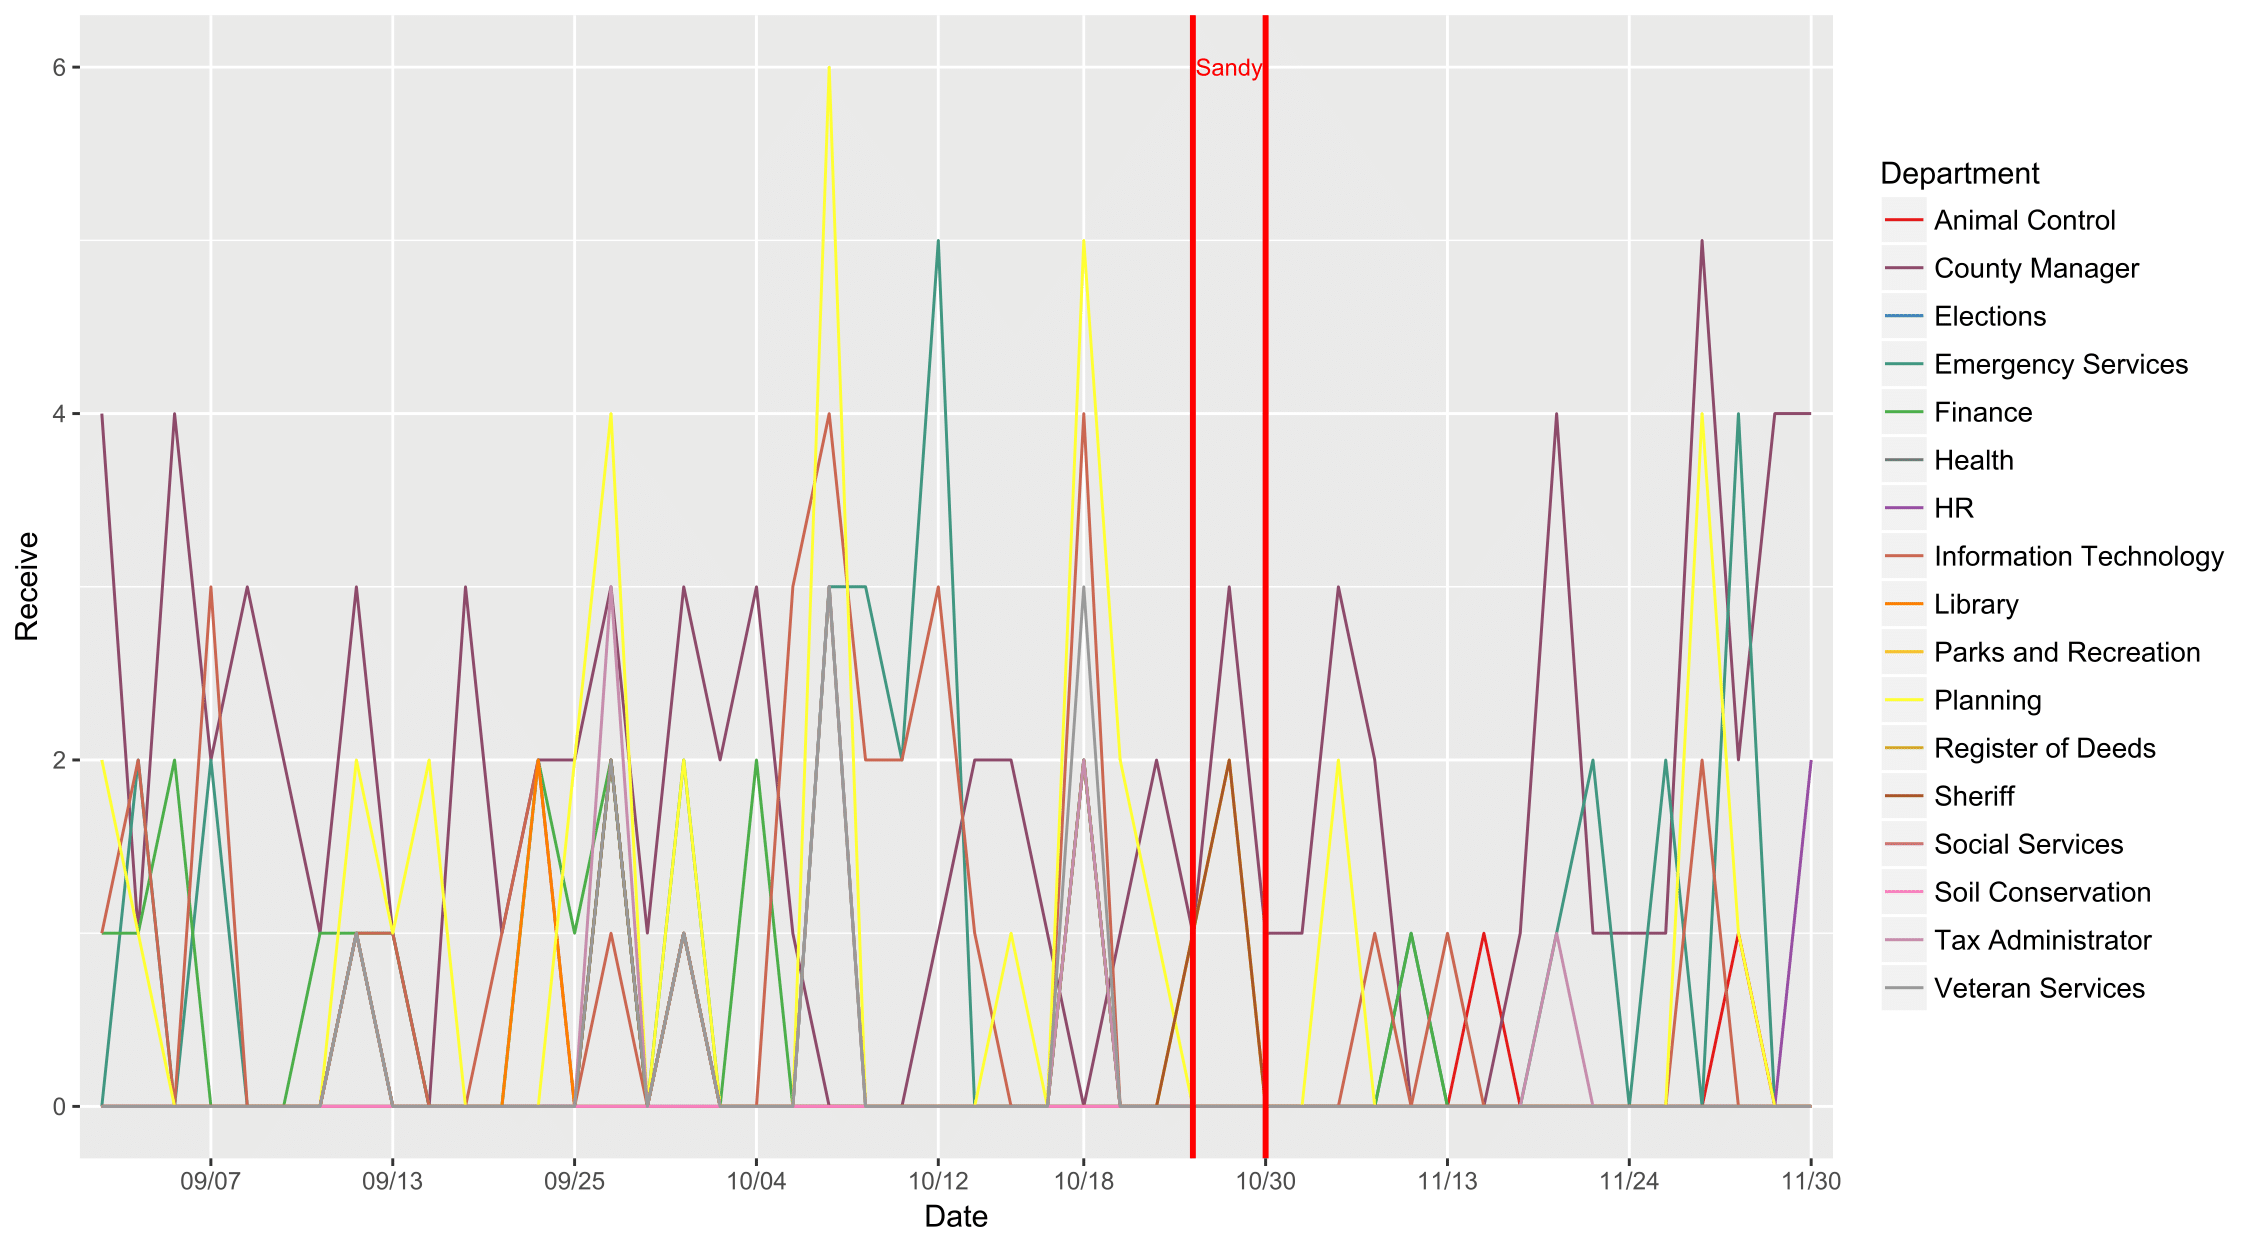 Receive
6
4
2
0
Sandy
09/07 09/13 09/25 10/04 10/12 10/18 10/30 11/13 11/24 11/30
Date
Department
Animal Control
County Manager
Elections
Emergency Services
Finance
Health
HR
Information Technology
Library
Parks and Recreation
Planning
Register of Deeds
Sheriff
Social Services
Soil Conservation
Tax Administrator
Veteran Services